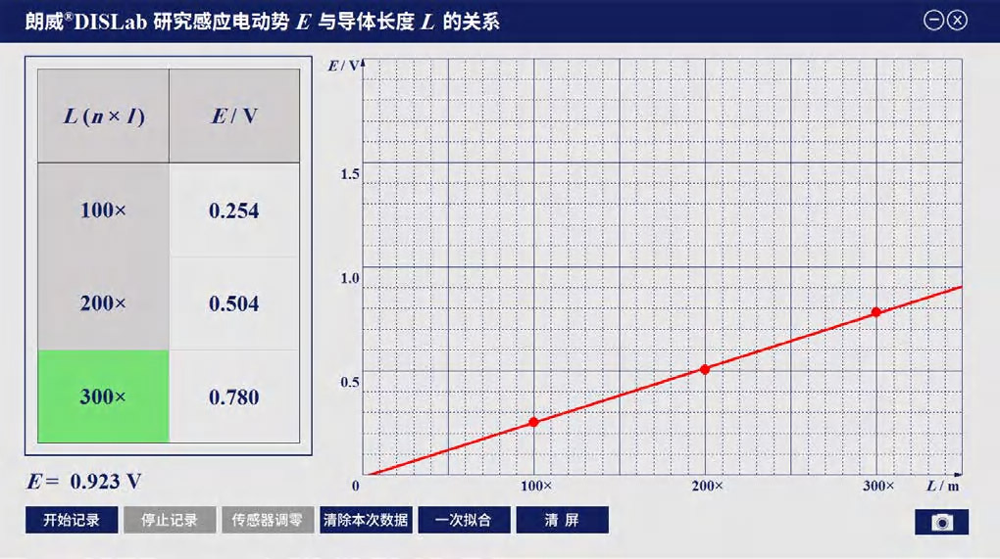 朗威®DISLab 研究感应电动势 E 与导体长度 L 的关系
L (n × l) E / V
100× 0.254
200× 0.504
300× 0.780
E = 0.923 V
E / V
1.5
1.0
0.5
0 100× 200× 300× L / m
开始记录 停止记录 传感器调零 清除本次数据 一次拟合 清 屏